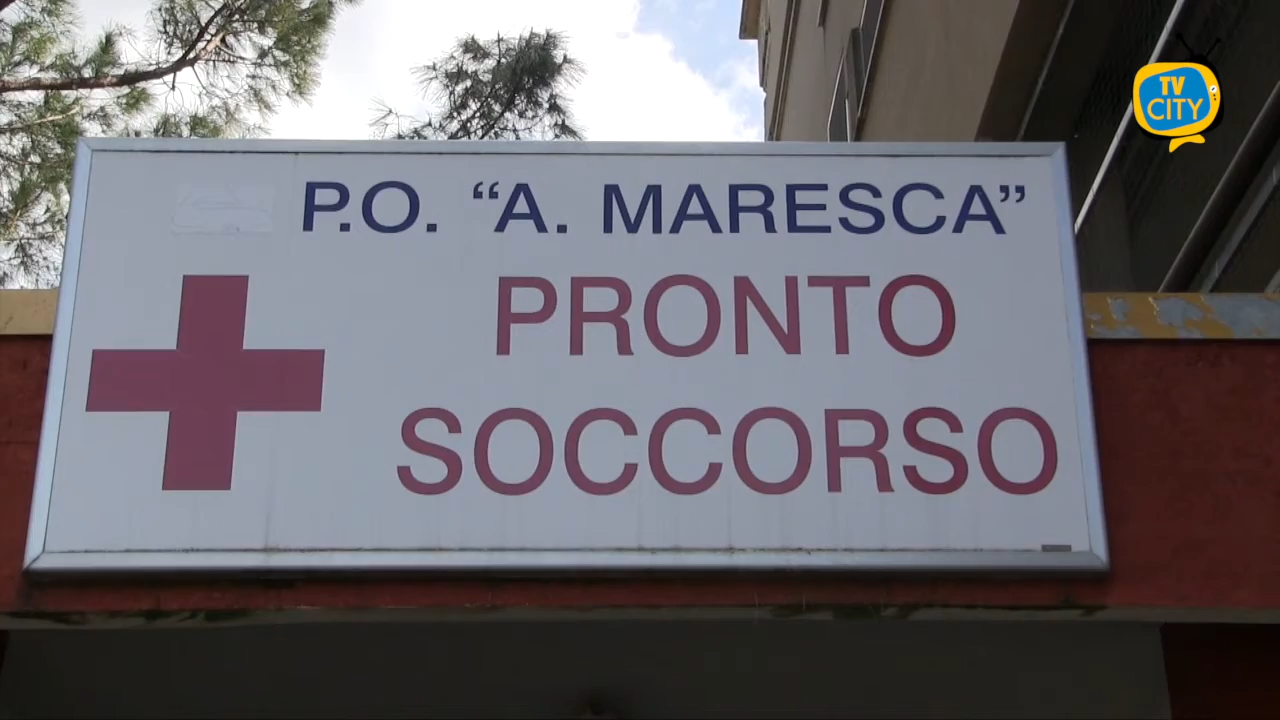 TV
CITY
P.O. “A. MARESCA”
PRONTO
SOCCORSO